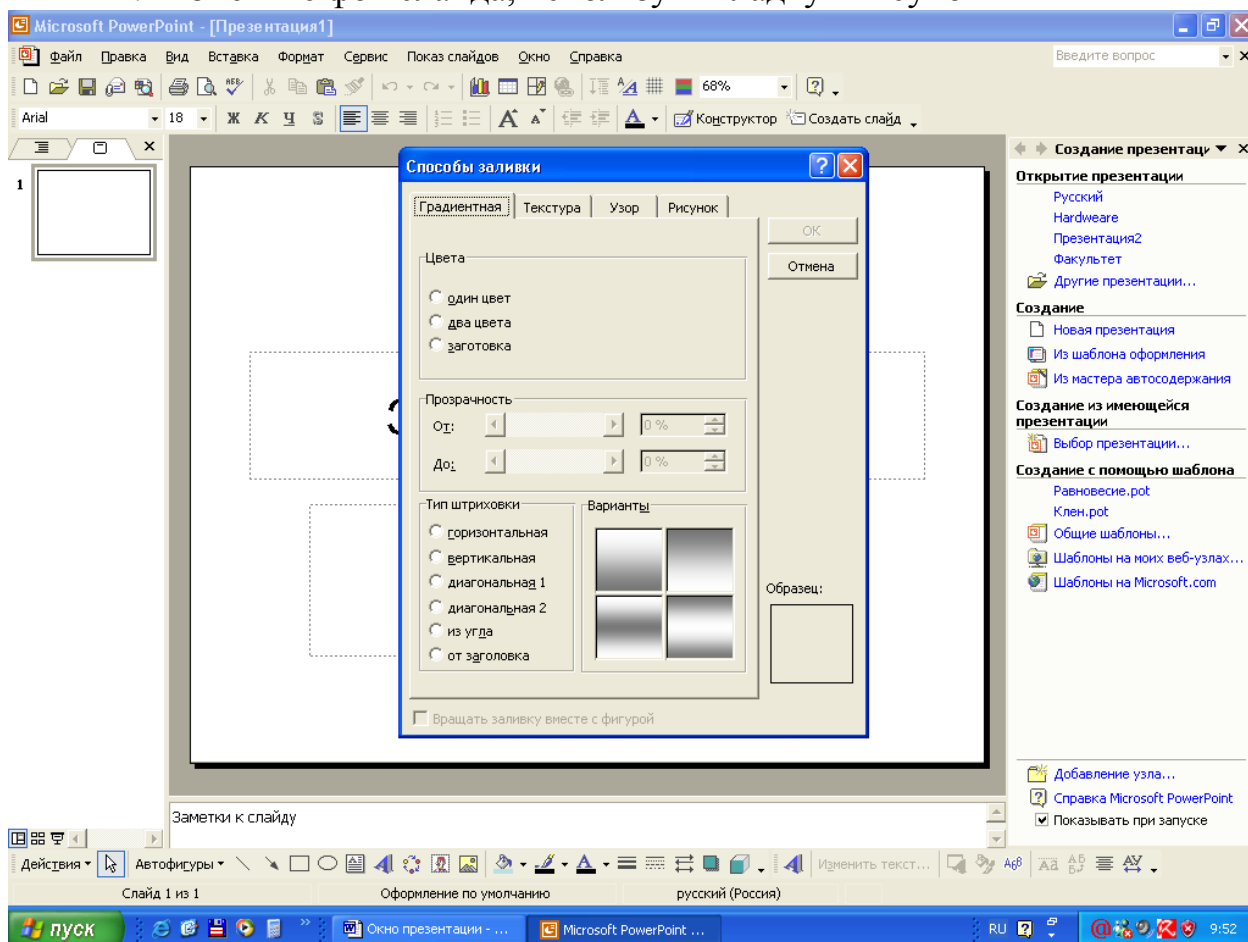 Microsoft PowerPoint - [Презентация1]
Файл Правка Вид Вставка Формат Сервис Показ слайдов Окно Справка
Введите вопрос
68%
Arial 18 Ж К Ч S Конструктор Создать слайд
1
Способы заливки
Градиентная Текстура Узор Рисунок
ОК
Отмена
Цвета
один цвет
два цвета
заготовка
Прозрачность
От: 0 %
До: 0 %
Тип штриховки
горизонтальная
вертикальная
диагональная 1
диагональная 2
из угла
от заголовка
Варианты
Образец:
Вращать заливку вместе с фигурой
Создание презентаци
Открытие презентации
Русский
Hardweare
Презентация2
Факультет
Другие презентации...
Создание
Новая презентация
Из шаблона оформления
Из мастера автосодержания
Создание из имеющейся
презентации
Выбор презентации...
Создание с помощью шаблона
Равновесие.pot
Клен.pot
Общие шаблоны...
Шаблоны на моих веб-узлах...
Шаблоны на Microsoft.com
Добавление узла...
Справка Microsoft PowerPoint
Показывать при запуске
Заметки к слайду
Действия Автофигуры Изменить текст...
Слайд 1 из 1 Оформление по умолчанию русский (Россия)
пуск Окно презентации - ... Microsoft PowerPoint ... RU 9:52